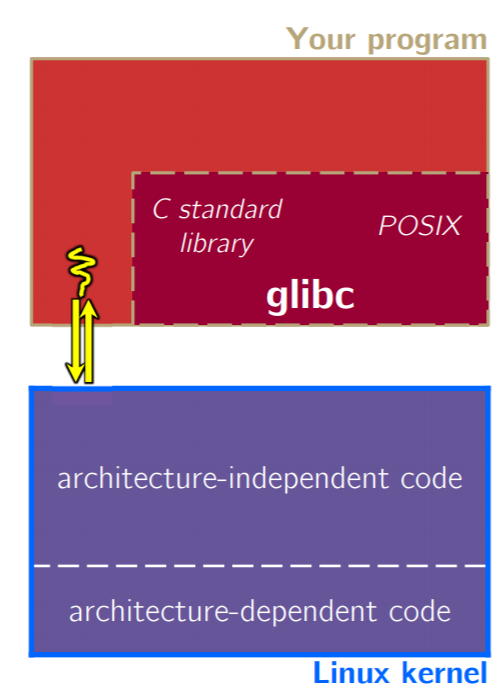 Your program
C standard
library
POSIX
glibc
architecture-independent code
architecture-dependent code
Linux kernel